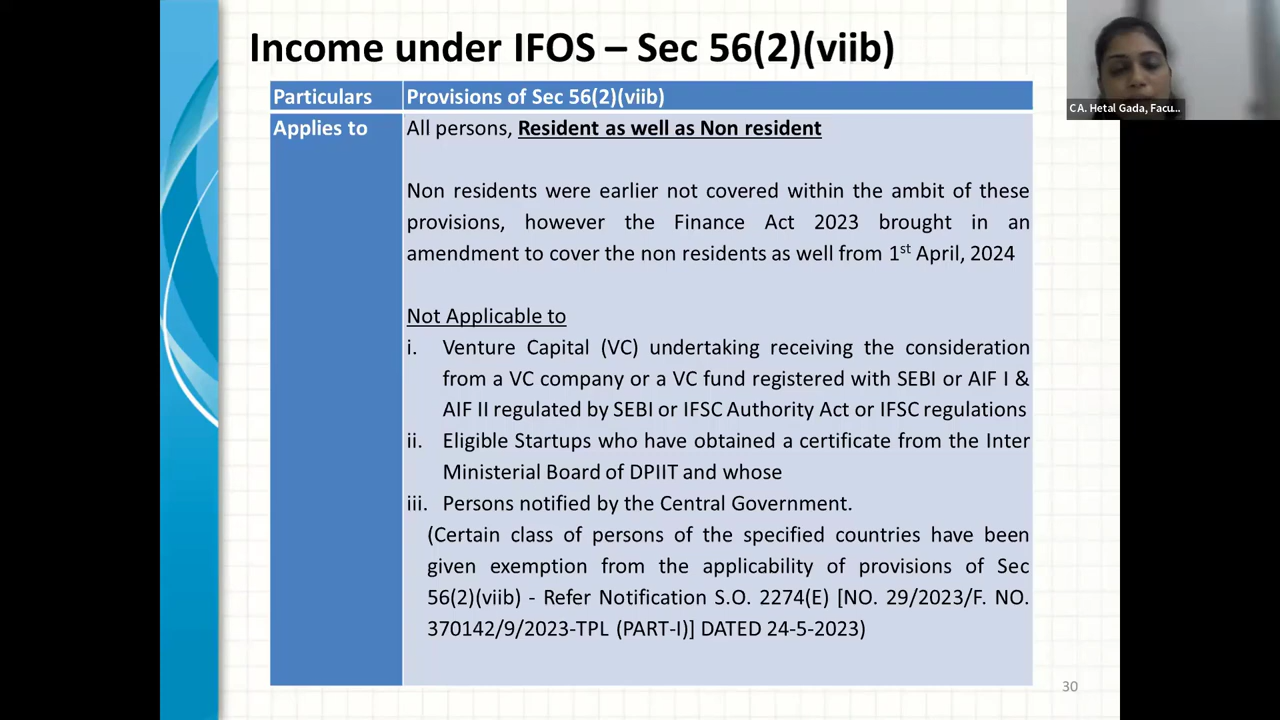 Income under IFOS – Sec 56(2)(viib)
CA. Hetal Gada, Facu...
Particulars Provisions of Sec 56(2)(viib)
Applies to All persons, Resident as well as Non resident
Non residents were earlier not covered within the ambit of these
provisions, however the Finance Act 2023 brought in an
amendment to cover the non residents as well from 1st April, 2024
Not Applicable to
i. Venture Capital (VC) undertaking receiving the consideration
from a VC company or a VC fund registered with SEBI or AIF I &
AIF II regulated by SEBI or IFSC Authority Act or IFSC regulations
ii. Eligible Startups who have obtained a certificate from the Inter
Ministerial Board of DPIIT and whose
iii. Persons notified by the Central Government.
(Certain class of persons of the specified countries have been
given exemption from the applicability of provisions of Sec
56(2)(viib) - Refer Notification S.O. 2274(E) [NO. 29/2023/F. NO.
370142/9/2023-TPL (PART-I)] DATED 24-5-2023)
30